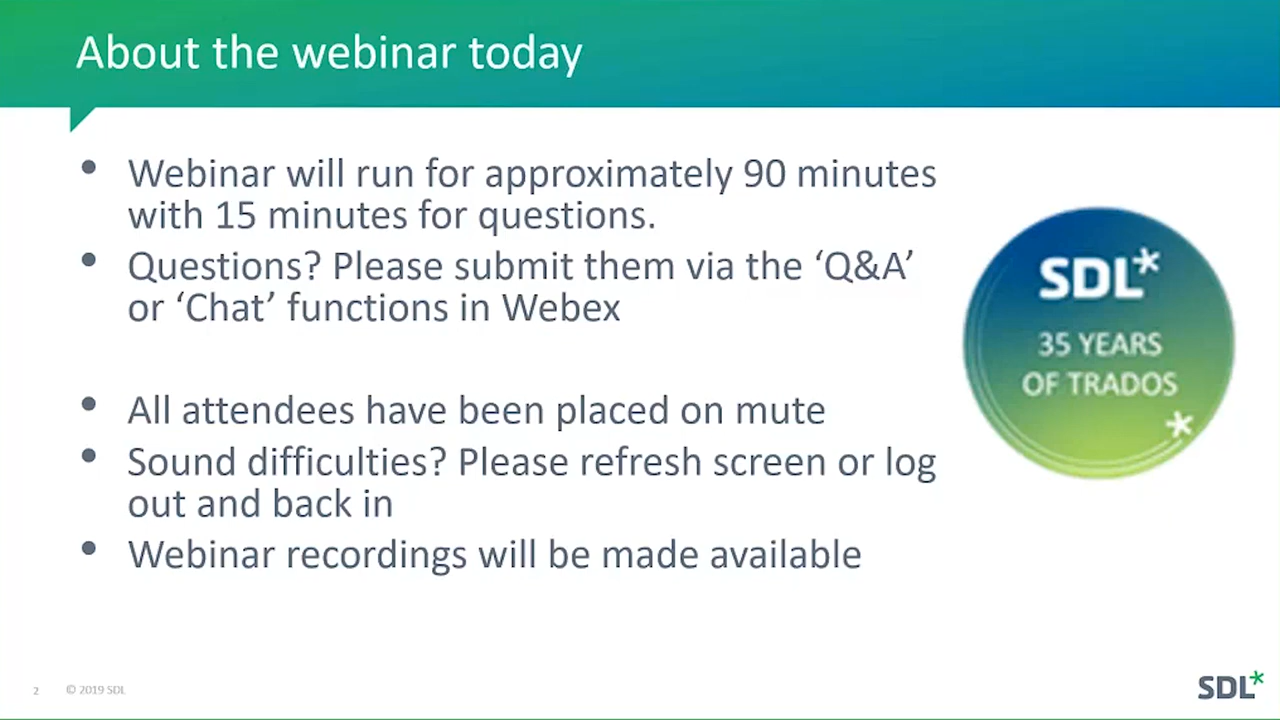 About the webinar today
• Webinar will run for approximately 90 minutes
with 15 minutes for questions.
• Questions? Please submit them via the ‘Q&A’
or ‘Chat’ functions in Webex
• All attendees have been placed on mute
• Sound difficulties? Please refresh screen or log
out and back in
• Webinar recordings will be made available
SDL*
35 YEARS
OF TRADOS
*
2 © 2019 SDL
SDL*